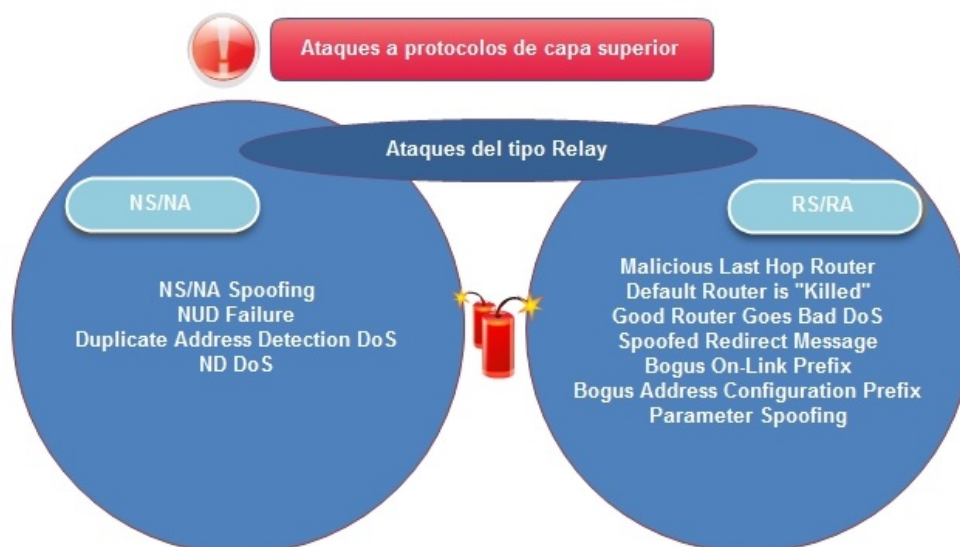 Ataques a protocolos de capa superior
Ataques del tipo Relay
NS/NA
NS/NA Spoofing
NUD Failure
Duplicate Address Detection DoS
ND DoS
RS/RA
Malicious Last Hop Router
Default Router is "Killed"
Good Router Goes Bad DoS
Spoofed Redirect Message
Bogus On-Link Prefix
Bogus Address Configuration Prefix
Parameter Spoofing